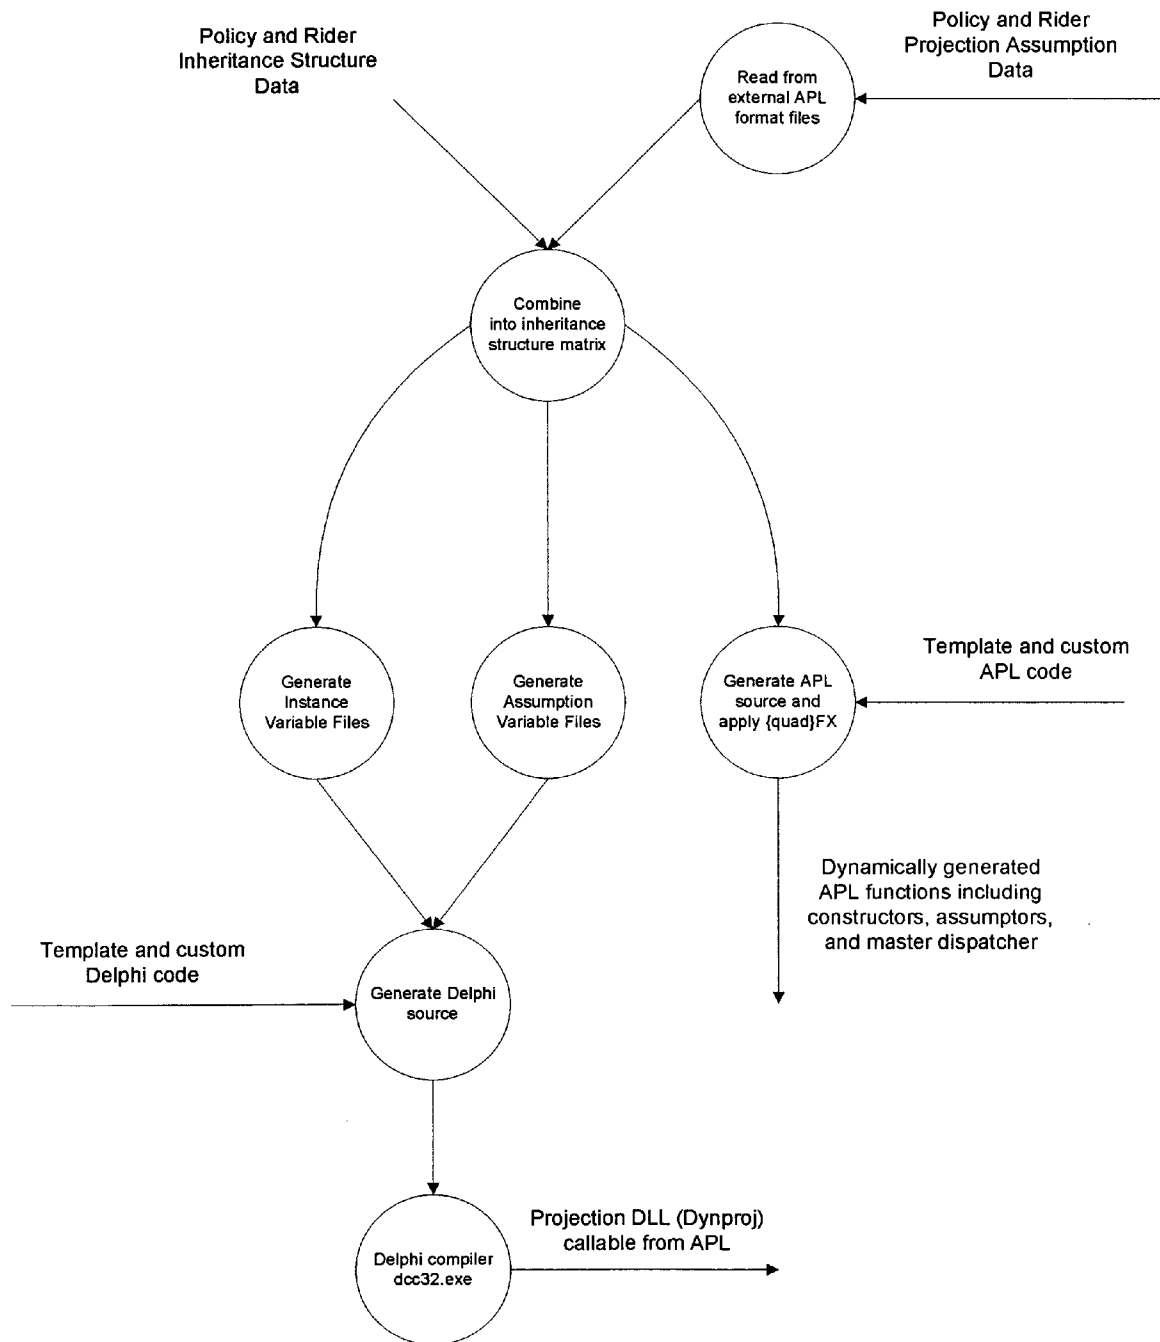 Policy and Rider
Inheritance Structure
Data
Policy and Rider
Projection Assumption
Data
Read from
external APL
format files
Combine
into inheritance
structure matrix
Generate
Instance
Variable Files
Generate
Assumption
Variable Files
Generate APL
source and
apply {quad}FX
Template and custom
APL code
Dynamically generated
APL functions including
constructors, assumptors,
and master dispatcher
Template and custom
Delphi code
Generate Delphi
source
Delphi compiler
dcc32.exe
Projection DLL (Dynproj)
callable from APL